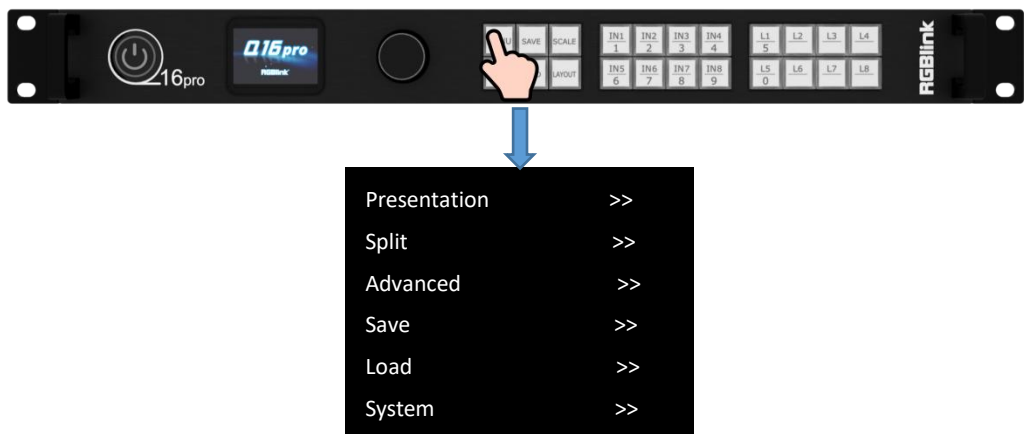 Q16pro
RGBlink
16pro
SAVE SCALE
LAYOUT
IN1 IN2 IN3 IN4
1 2 3 4
IN5 IN6 IN7 IN8
6 7 8 9
L1 L2 L3 L4
5
L5 L6 L7 L8
0
RGBlink
Presentation >>
Split >>
Advanced >>
Save >>
Load >>
System >>